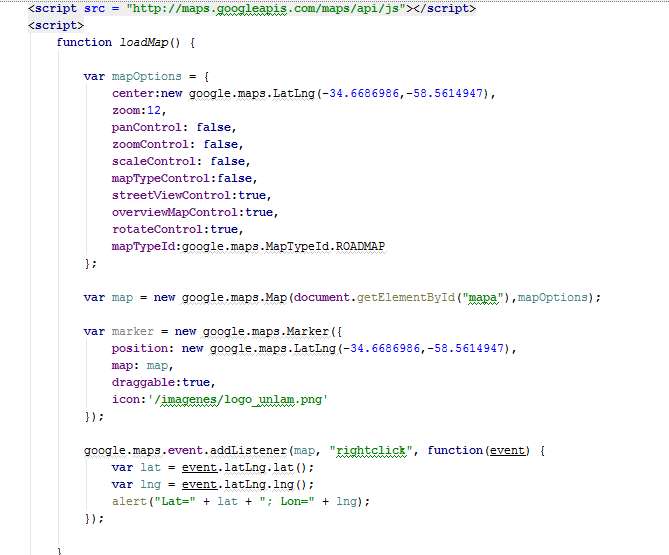 <script src = "http://maps.googleapis.com/maps/api/js"></script>
<script>
function loadMap() {
var mapOptions = {
center:new google.maps.LatLng(-34.6686986,-58.5614947),
zoom:12,
panControl: false,
zoomControl: false,
scaleControl: false,
mapTypeControl:false,
streetViewControl:true,
overviewMapControl:true,
rotateControl:true,
mapTypeId:google.maps.MapTypeId.ROADMAP
};
var map = new google.maps.Map(document.getElementById("mapa"),mapOptions);
var marker = new google.maps.Marker({
position: new google.maps.LatLng(-34.6686986,-58.5614947),
map: map,
draggable:true,
icon:'/imagenes/logo_unlam.png'
});
google.maps.event.addListener(map, "rightclick", function(event) {
var lat = event.latLng.lat();
var lng = event.latLng.lng();
alert("Lat=" + lat + "; Lon=" + lng);
});
}